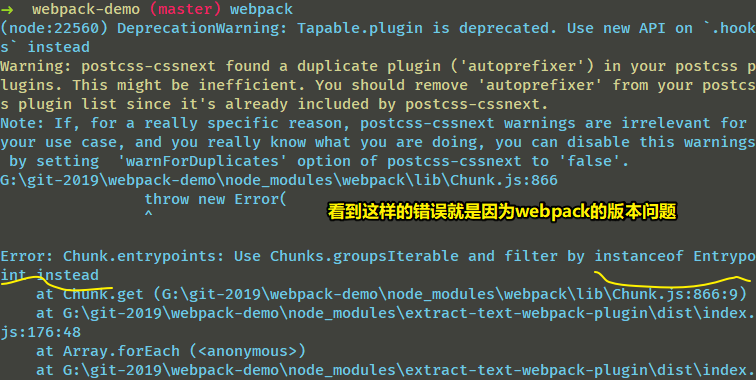 ➜  webpack-demo (master) webpack
(node:22560) DeprecationWarning: Tapable.plugin is deprecated. Use new API on `.hook
s` instead
Warning: postcss-cssnext found a duplicate plugin ('autoprefixer') in your postcss p
lugins. This might be inefficient. You should remove 'autoprefixer' from your postcs
s plugin list since it's already included by postcss-cssnext.
Note: If, for a really specific reason, postcss-cssnext warnings are irrelevant for
your use case, and you really know what you are doing, you can disable this warnings
 by setting  'warnForDuplicates' option of postcss-cssnext to 'false'.
G:\git-2019\webpack-demo\node_modules\webpack\lib\Chunk.js:866
throw new Error(
看到这样的错误就是因为webpack的版本问题
^
Error: Chunk.entrypoints: Use Chunks.groupsIterable and filter by instanceof Entrypo
int instead
at Chunk.get (G:\git-2019\webpack-demo\node_modules\webpack\lib\Chunk.js:866:9)
at G:\git-2019\webpack-demo\node_modules\extract-text-webpack-plugin\dist\index.
js:176:48
at Array.forEach (<anonymous>)
at G:\git-2019\webpack-demo\node_modules\extract-text-webpack-plugin\dist\index.